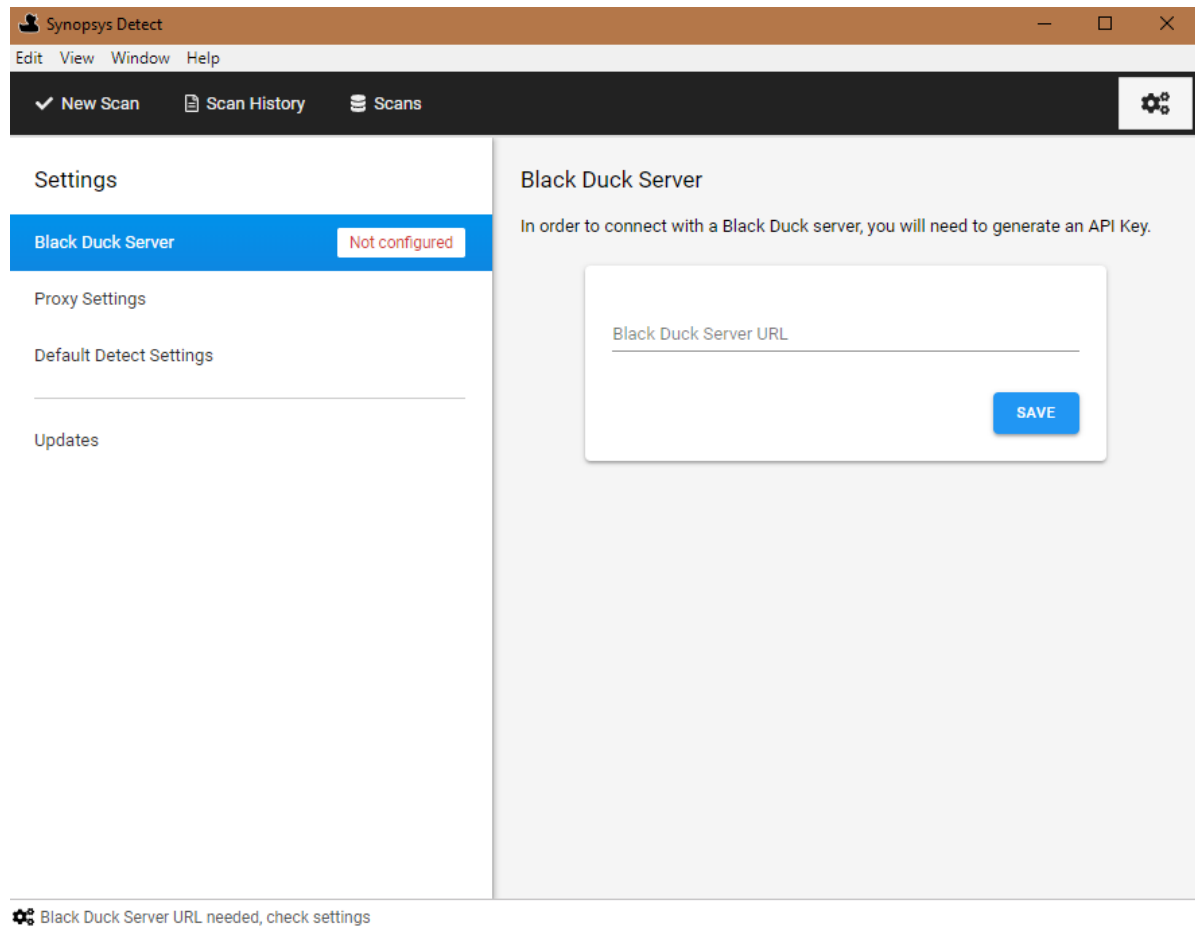 Synopsys Detect
Edit View Window Help
New Scan Scan History Scans
Settings
Black Duck Server Not configured
Proxy Settings
Default Detect Settings
Updates
Black Duck Server
In order to connect with a Black Duck server, you will need to generate an API Key.
Black Duck Server URL
SAVE
Black Duck Server URL needed, check settings